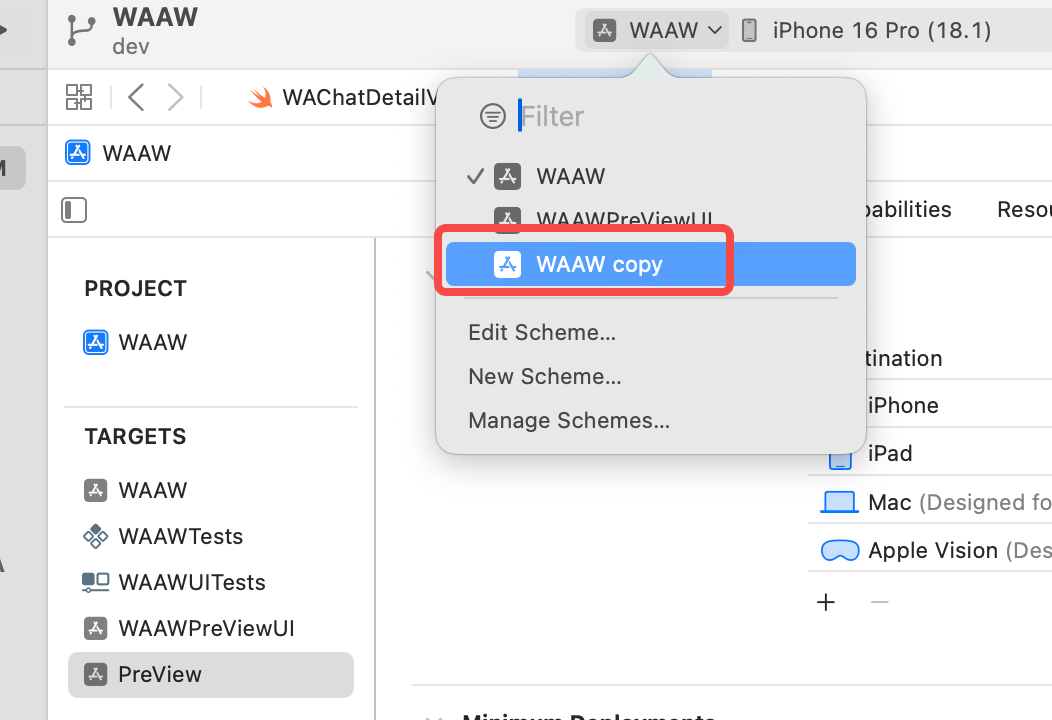 WAAW
dev
WAAW
iPhone 16 Pro (18.1)
WAChatDetailV
Filter
WAAW
WAAW
WAAWPreViewUI
WAAW copy
Edit Scheme...
New Scheme...
Manage Schemes...
pabilities
Resou
PROJECT
WAAW
TARGETS
WAAW
WAAWTests
WAAWUITests
WAAWPreViewUI
PreView
tination
iPhone
iPad
Mac (Designed fo
Apple Vision (Des
Minimum Deployments